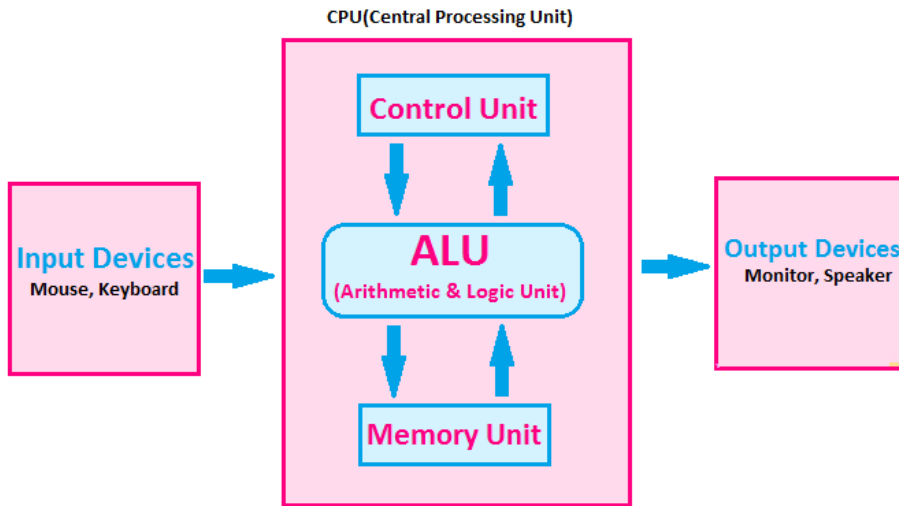 CPU(Central Processing Unit)
Control Unit
Input Devices
Mouse, Keyboard
ALU
(Arithmetic & Logic Unit)
Output Devices
Monitor, Speaker
Memory Unit